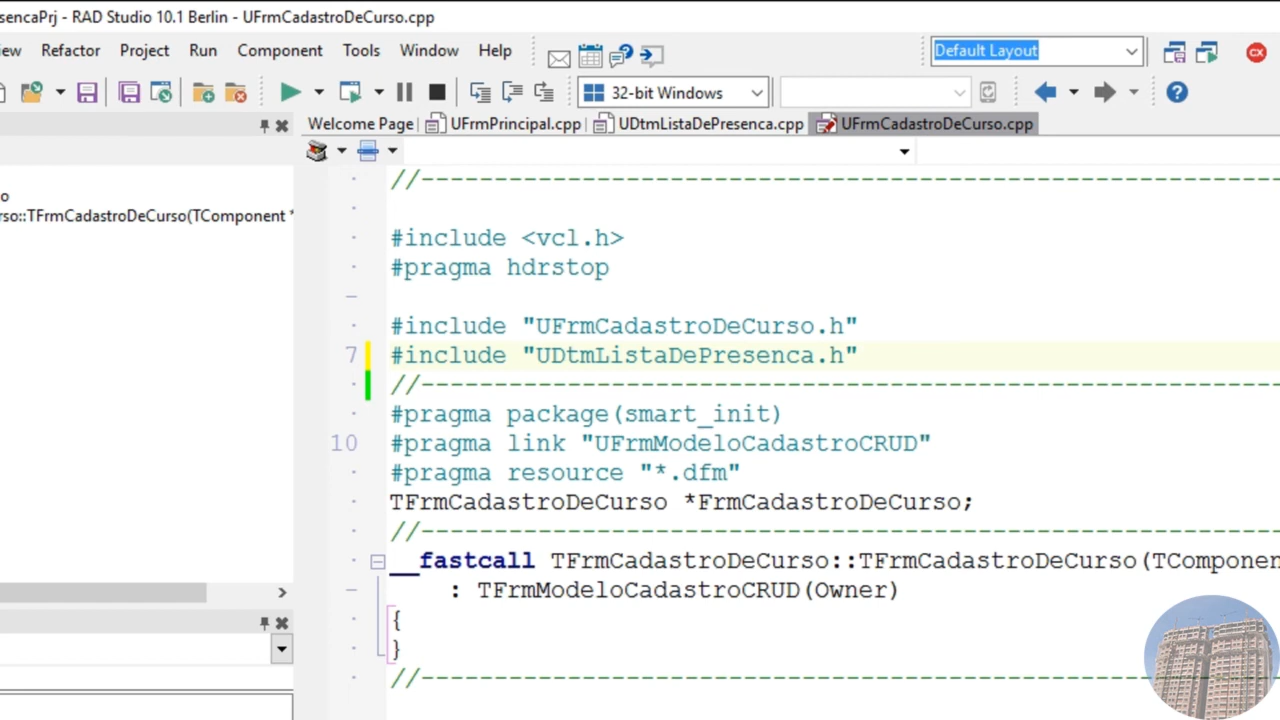 sencaPrj - RAD Studio 10.1 Berlin - UFrmCadastroDeCurso.cpp
iew Refactor Project Run Component Tools Window Help Default Layout
32-bit Windows
Welcome Page UFrmPrincipal.cpp UDtmListaDePresenca.cpp UFrmCadastroDeCurso.cpp
o
rso::TFrmCadastroDeCurso(TComponent *
//------------------------------------------------------------
#include <vcl.h>
#pragma hdrstop
#include "UFrmCadastroDeCurso.h"
7 #include "UDtmListaDePresenca.h"
//------------------------------------------------------------
#pragma package(smart_init)
10 #pragma link "UFrmModeloCadastroCRUD"
#pragma resource "*.dfm"
TFrmCadastroDeCurso *FrmCadastroDeCurso;
//------------------------------------------------------------
__fastcall TFrmCadastroDeCurso::TFrmCadastroDeCurso(TComponen
: TFrmModeloCadastroCRUD(Owner)
{
}
//------------------------------------------------------------